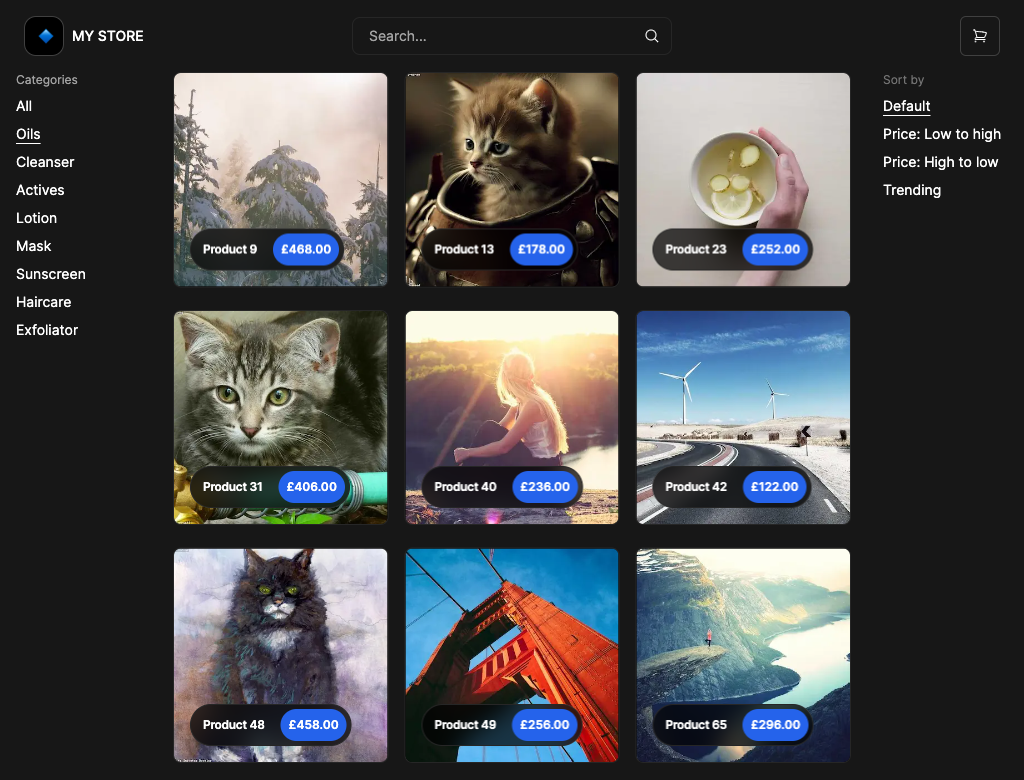 MY STORE
Search...
Categories
All
Oils
Cleanser
Actives
Lotion
Mask
Sunscreen
Haircare
Exfoliator
Product 9 £468.00
Product 13 £178.00
Product 23 £252.00
Product 31 £406.00
Product 40 £236.00
Product 42 £122.00
Product 48 £458.00
Product 49 £256.00
Product 65 £296.00
Sort by
Default
Price: Low to high
Price: High to low
Trending